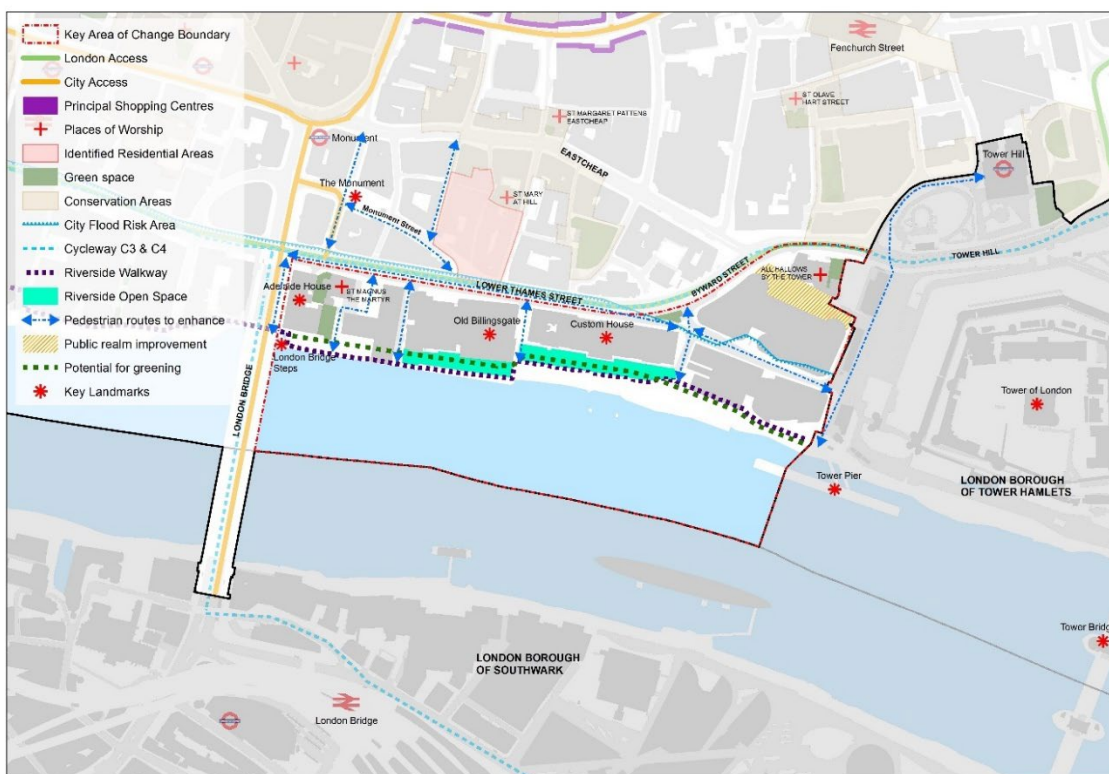 Key Area of Change Boundary
London Access
City Access
Principal Shopping Centres
Places of Worship
Identified Residential Areas
Green space
Conservation Areas
City Flood Risk Area
Cycleway C3 & C4
Riverside Walkway
Riverside Open Space
Pedestrian routes to enhance
Public realm improvement
Potential for greening
Key Landmarks
Fenchurch Street
ST OLAVE
HART STREET
ST MARGARET PATTENS
EASTCHEAP
Monument
EASTCHEAP
Tower Hill
The Monument
ST MARY
AT HILL
Monument Street
TOWER HILL
BYWARD STREET
ALL HALLOWS
BY THE TOWER
LOWER THAMES STREET
Adelaide House
ST MAGNUS
THE MARTYR
Old Billingsgate
Custom House
London Bridge
Steps
LONDON BRIDGE
Tower of London
Tower Pier
LONDON BOROUGH
OF TOWER HAMLETS
Tower Bridg
LONDON BOROUGH
OF SOUTHWARK
London Bridge